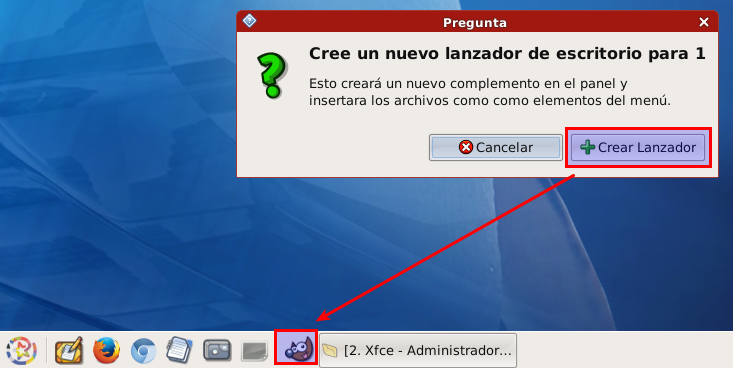 Pregunta
Cree un nuevo lanzador de escritorio para 1
Esto creará un nuevo complemento en el panel y
insertara los archivos como como elementos del menú.
Cancelar
Crear Lanzador
[2. Xfce - Administrador...